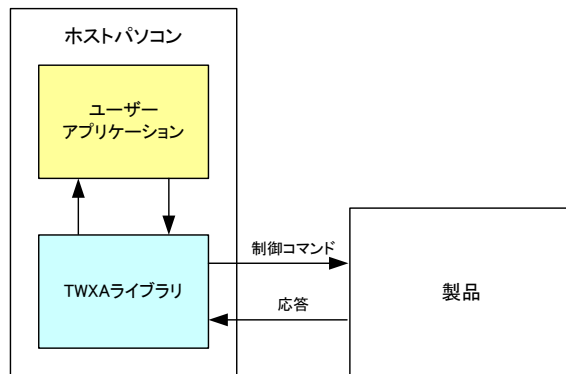 ホストパソコン
ユーザー
アプリケーション
制御コマンド
TWXAライブラリ
製品
応答